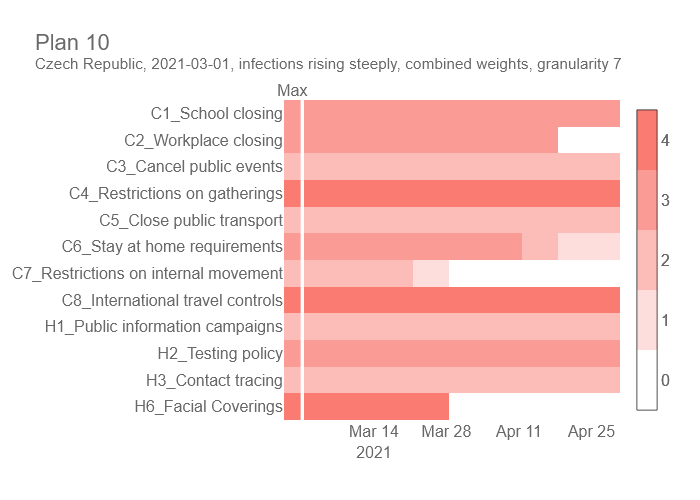 Plan 10
Czech Republic, 2021-03-01, infections rising steeply, combined weights, granularity 7
Max
C1_School closing
C2_Workplace closing
C3_Cancel public events
C4_Restrictions on gatherings
C5_Close public transport
C6_Stay at home requirements
C7_Restrictions on internal movement
C8_International travel controls
H1_Public information campaigns
H2_Testing policy
H3_Contact tracing
H6_Facial Coverings
Mar 14 Mar 28 Apr 11 Apr 25
2021
4
3
2
1
0